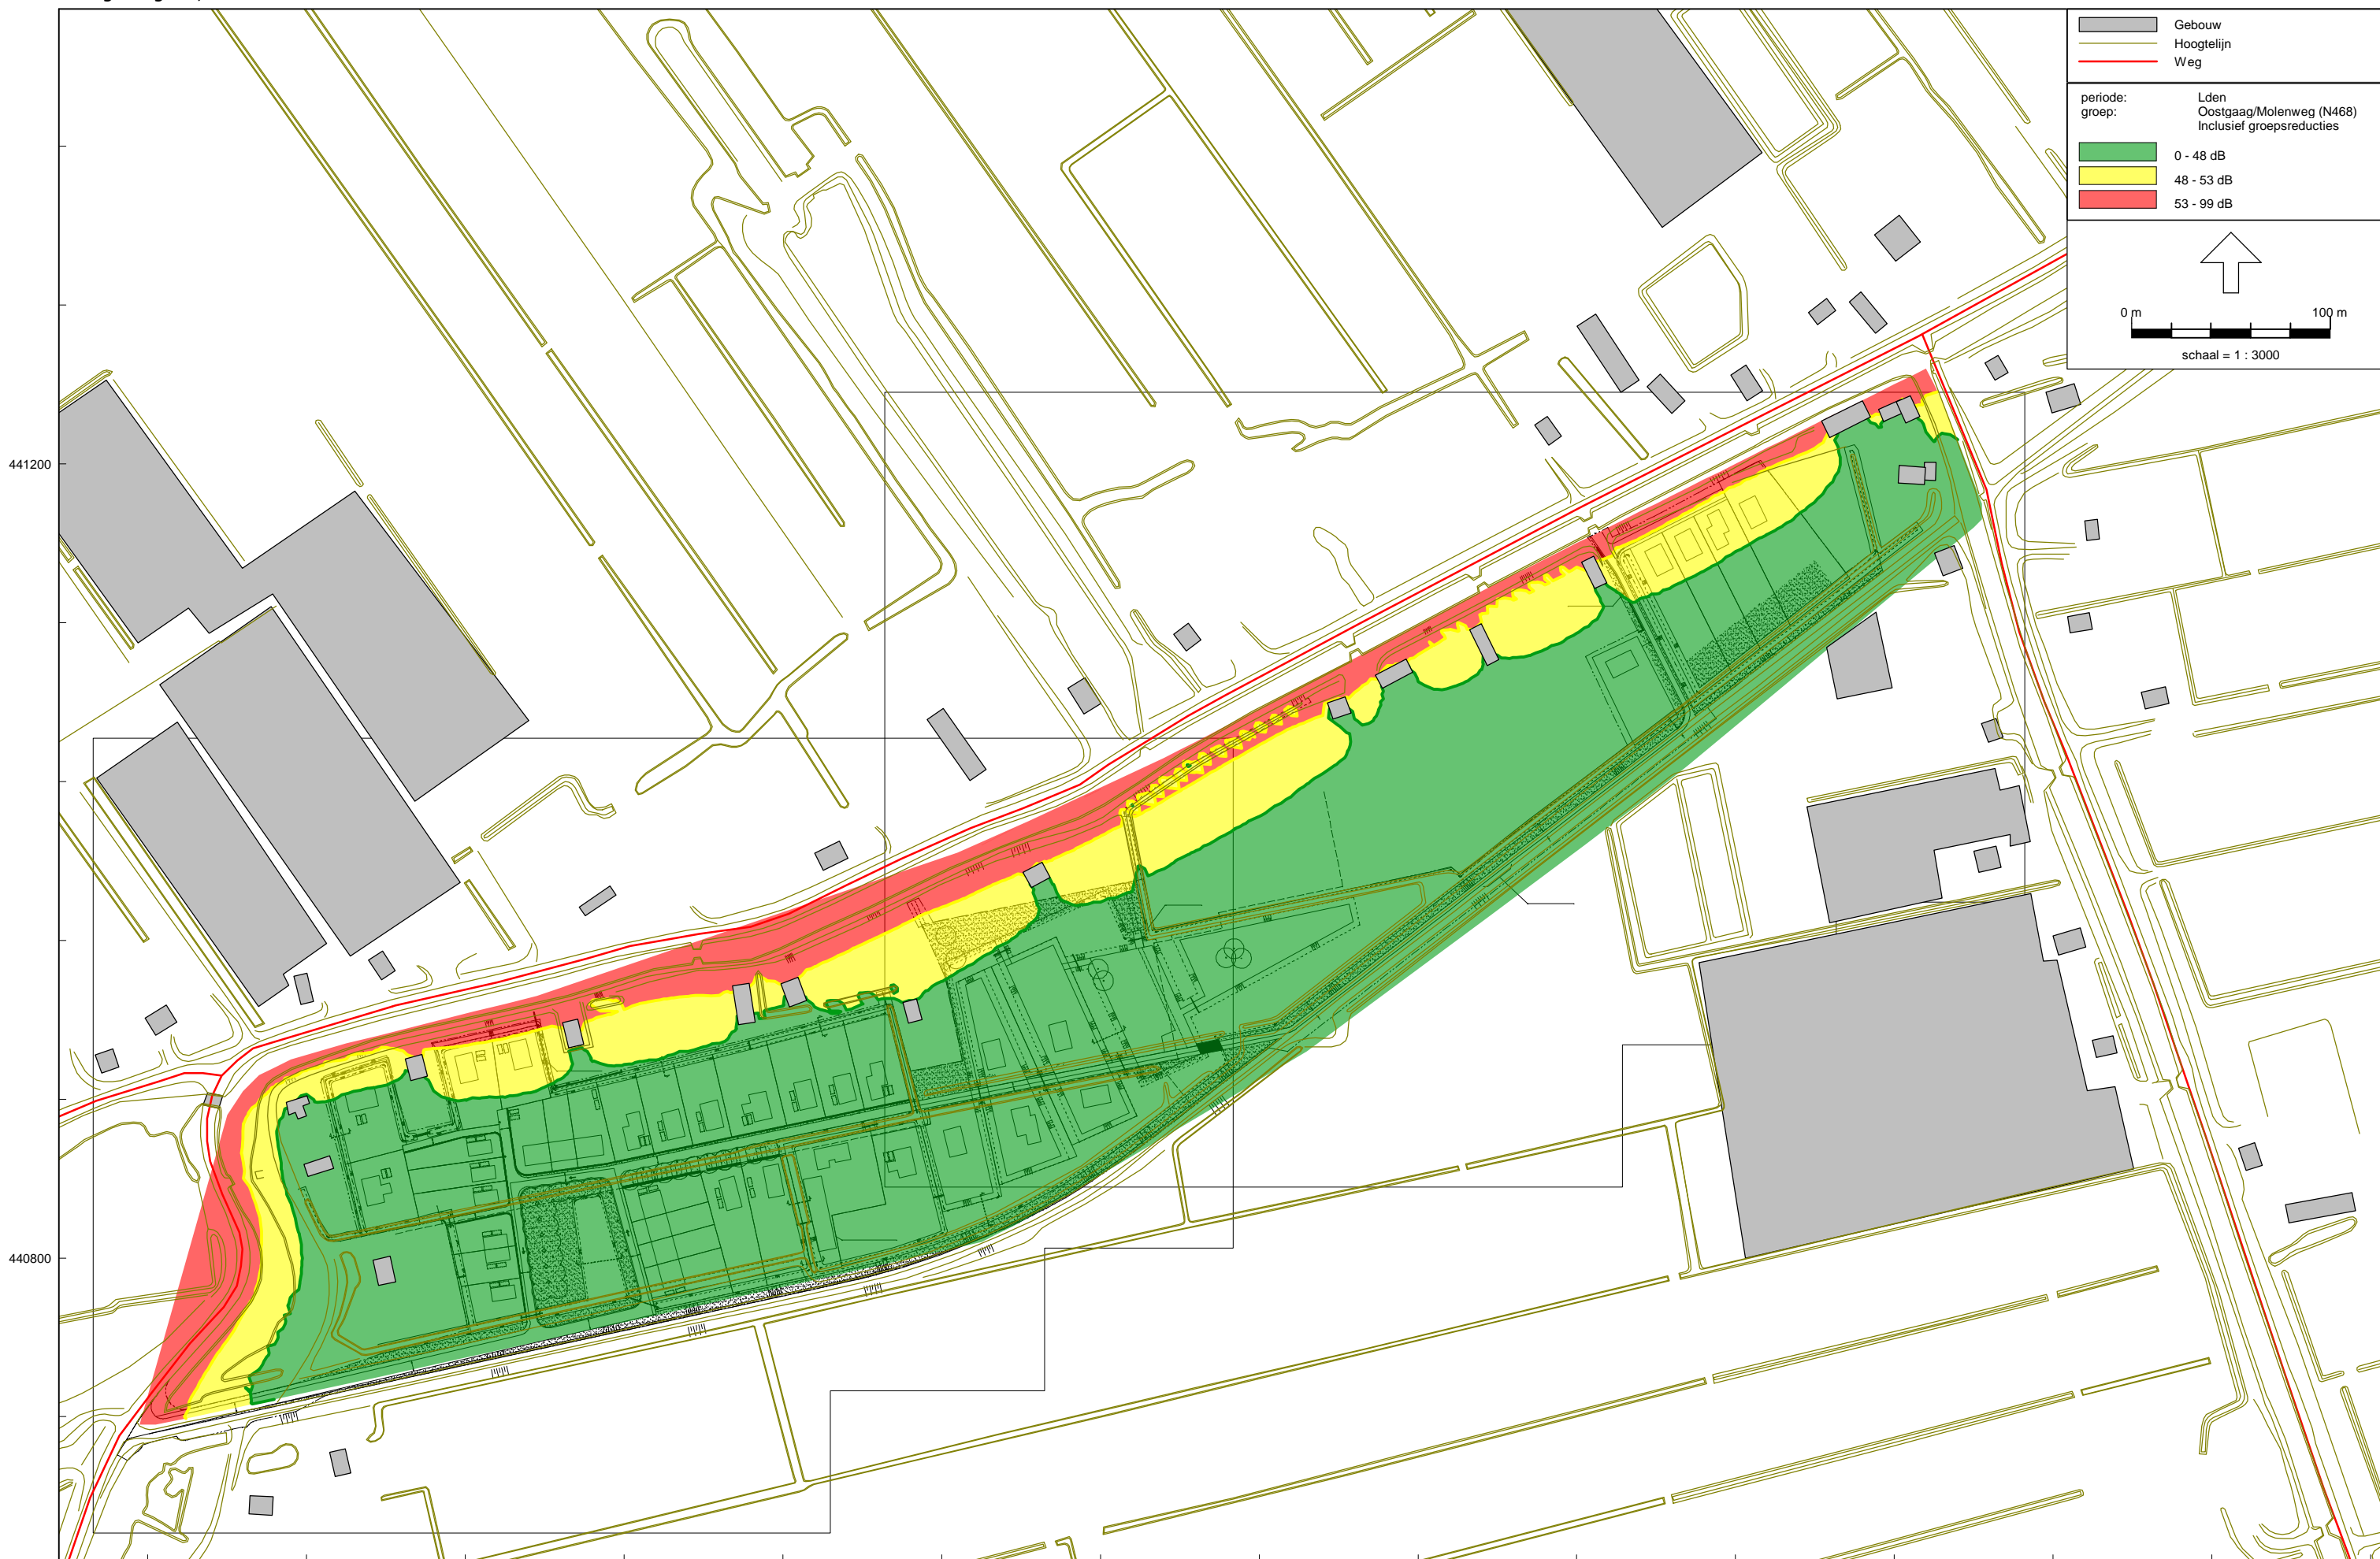 Gebouw
Hoogtelijn
Weg
periode: Lden
groep: Oostgaag/Molenweg (N468)
Inclusief groepsreducties
0 - 48 dB
48 - 53 dB
53 - 99 dB
0 m 100 m
schaal = 1 : 3000
441200
440800